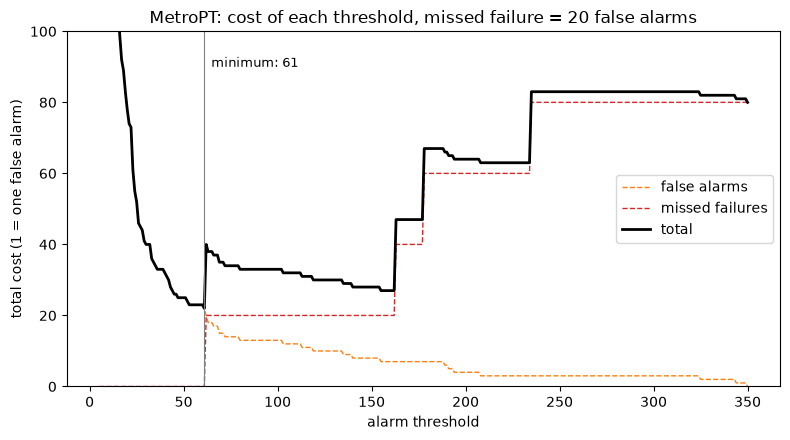 MetroPT: cost of each threshold, missed failure = 20 false alarms
total cost (1 = one false alarm)
100
80
60
40
20
0
minimum: 61
false alarms
missed failures
total
0
50
100
150
200
250
300
350
alarm threshold